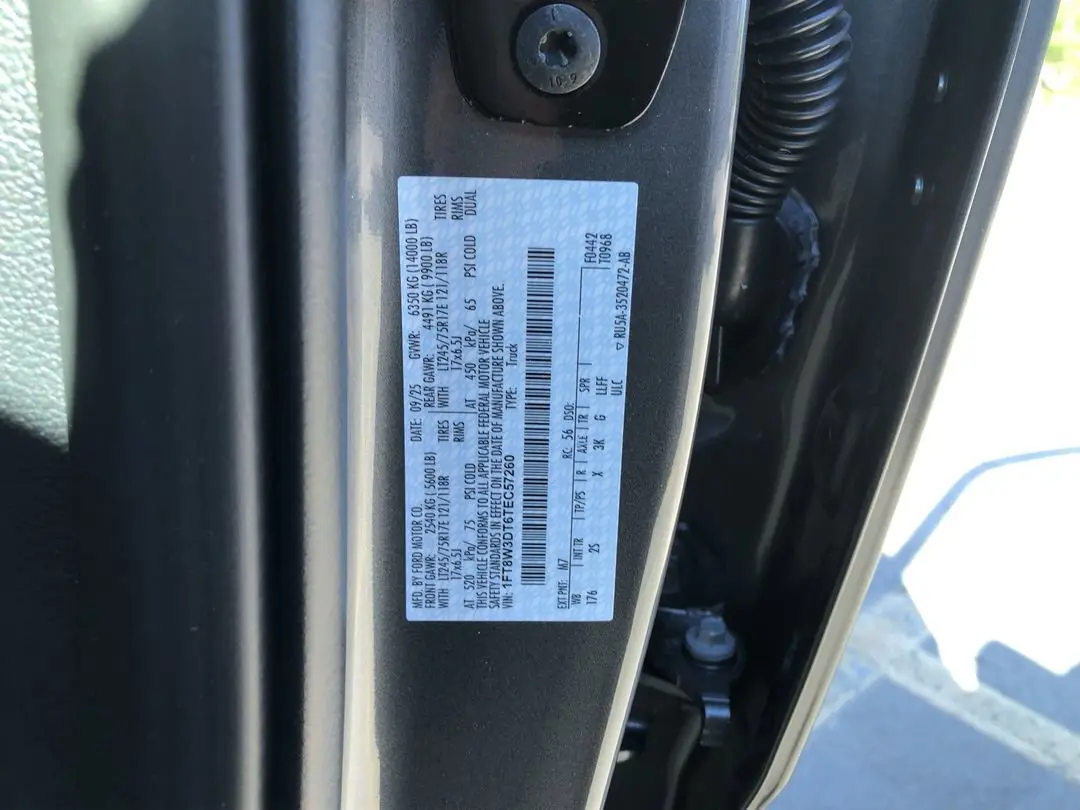 MFD. BY FORD MOTOR CO. DATE: 09/25 GVWR: 6350 KG (14000 LB)
FRONT GAWR: 2540 KG (5600 LB) REAR GAWR: 4491 KG (9900 LB)
WITH LT245/75R17E 121/118R TIRES WITH LT245/75R17E 121/118R TIRES
17x6.5J RIMS 17x6.5J RIMS
AT 520 kPa/ 75 PSI COLD AT 450 kPa/ 65 PSI COLD DUAL
THIS VEHICLE CONFORMS TO ALL APPLICABLE FEDERAL MOTOR VEHICLE
SAFETY STANDARDS IN EFFECT ON THE DATE OF MANUFACTURE SHOWN ABOVE.
VIN: 1FT8W3DT6TEC57260 TYPE: Truck
EXT PNT: M7 RC: 56 DSO: F0442
WB INT TR TP/PS R AXLE TR SPR T0968
176 2S X 3K G LLFF
ULC ▽ RU5A-3520472-AB
10.9